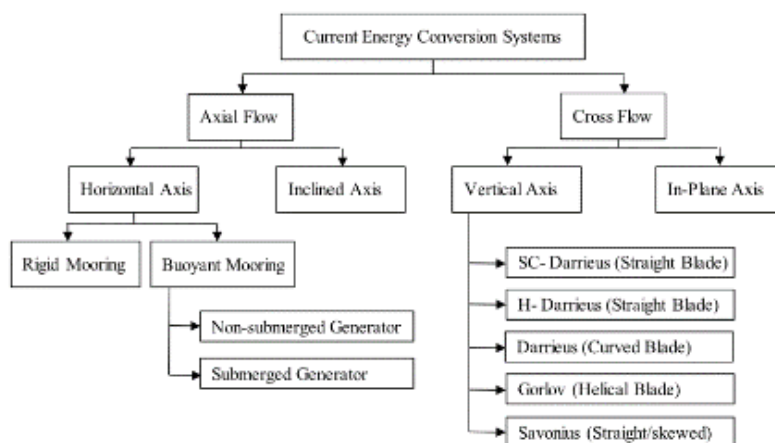 Current Energy Conversion Systems
Axial Flow
Cross Flow
Horizontal Axis
Inclined Axis
Vertical Axis
In-Plane Axis
Rigid Mooring
Buoyant Mooring
Non-submerged Generator
Submerged Generator
SC- Darrieus (Straight Blade)
H- Darrieus (Straight Blade)
Darrieus (Curved Blade)
Gorlov (Helical Blade)
Savonius (Straight/skewed)